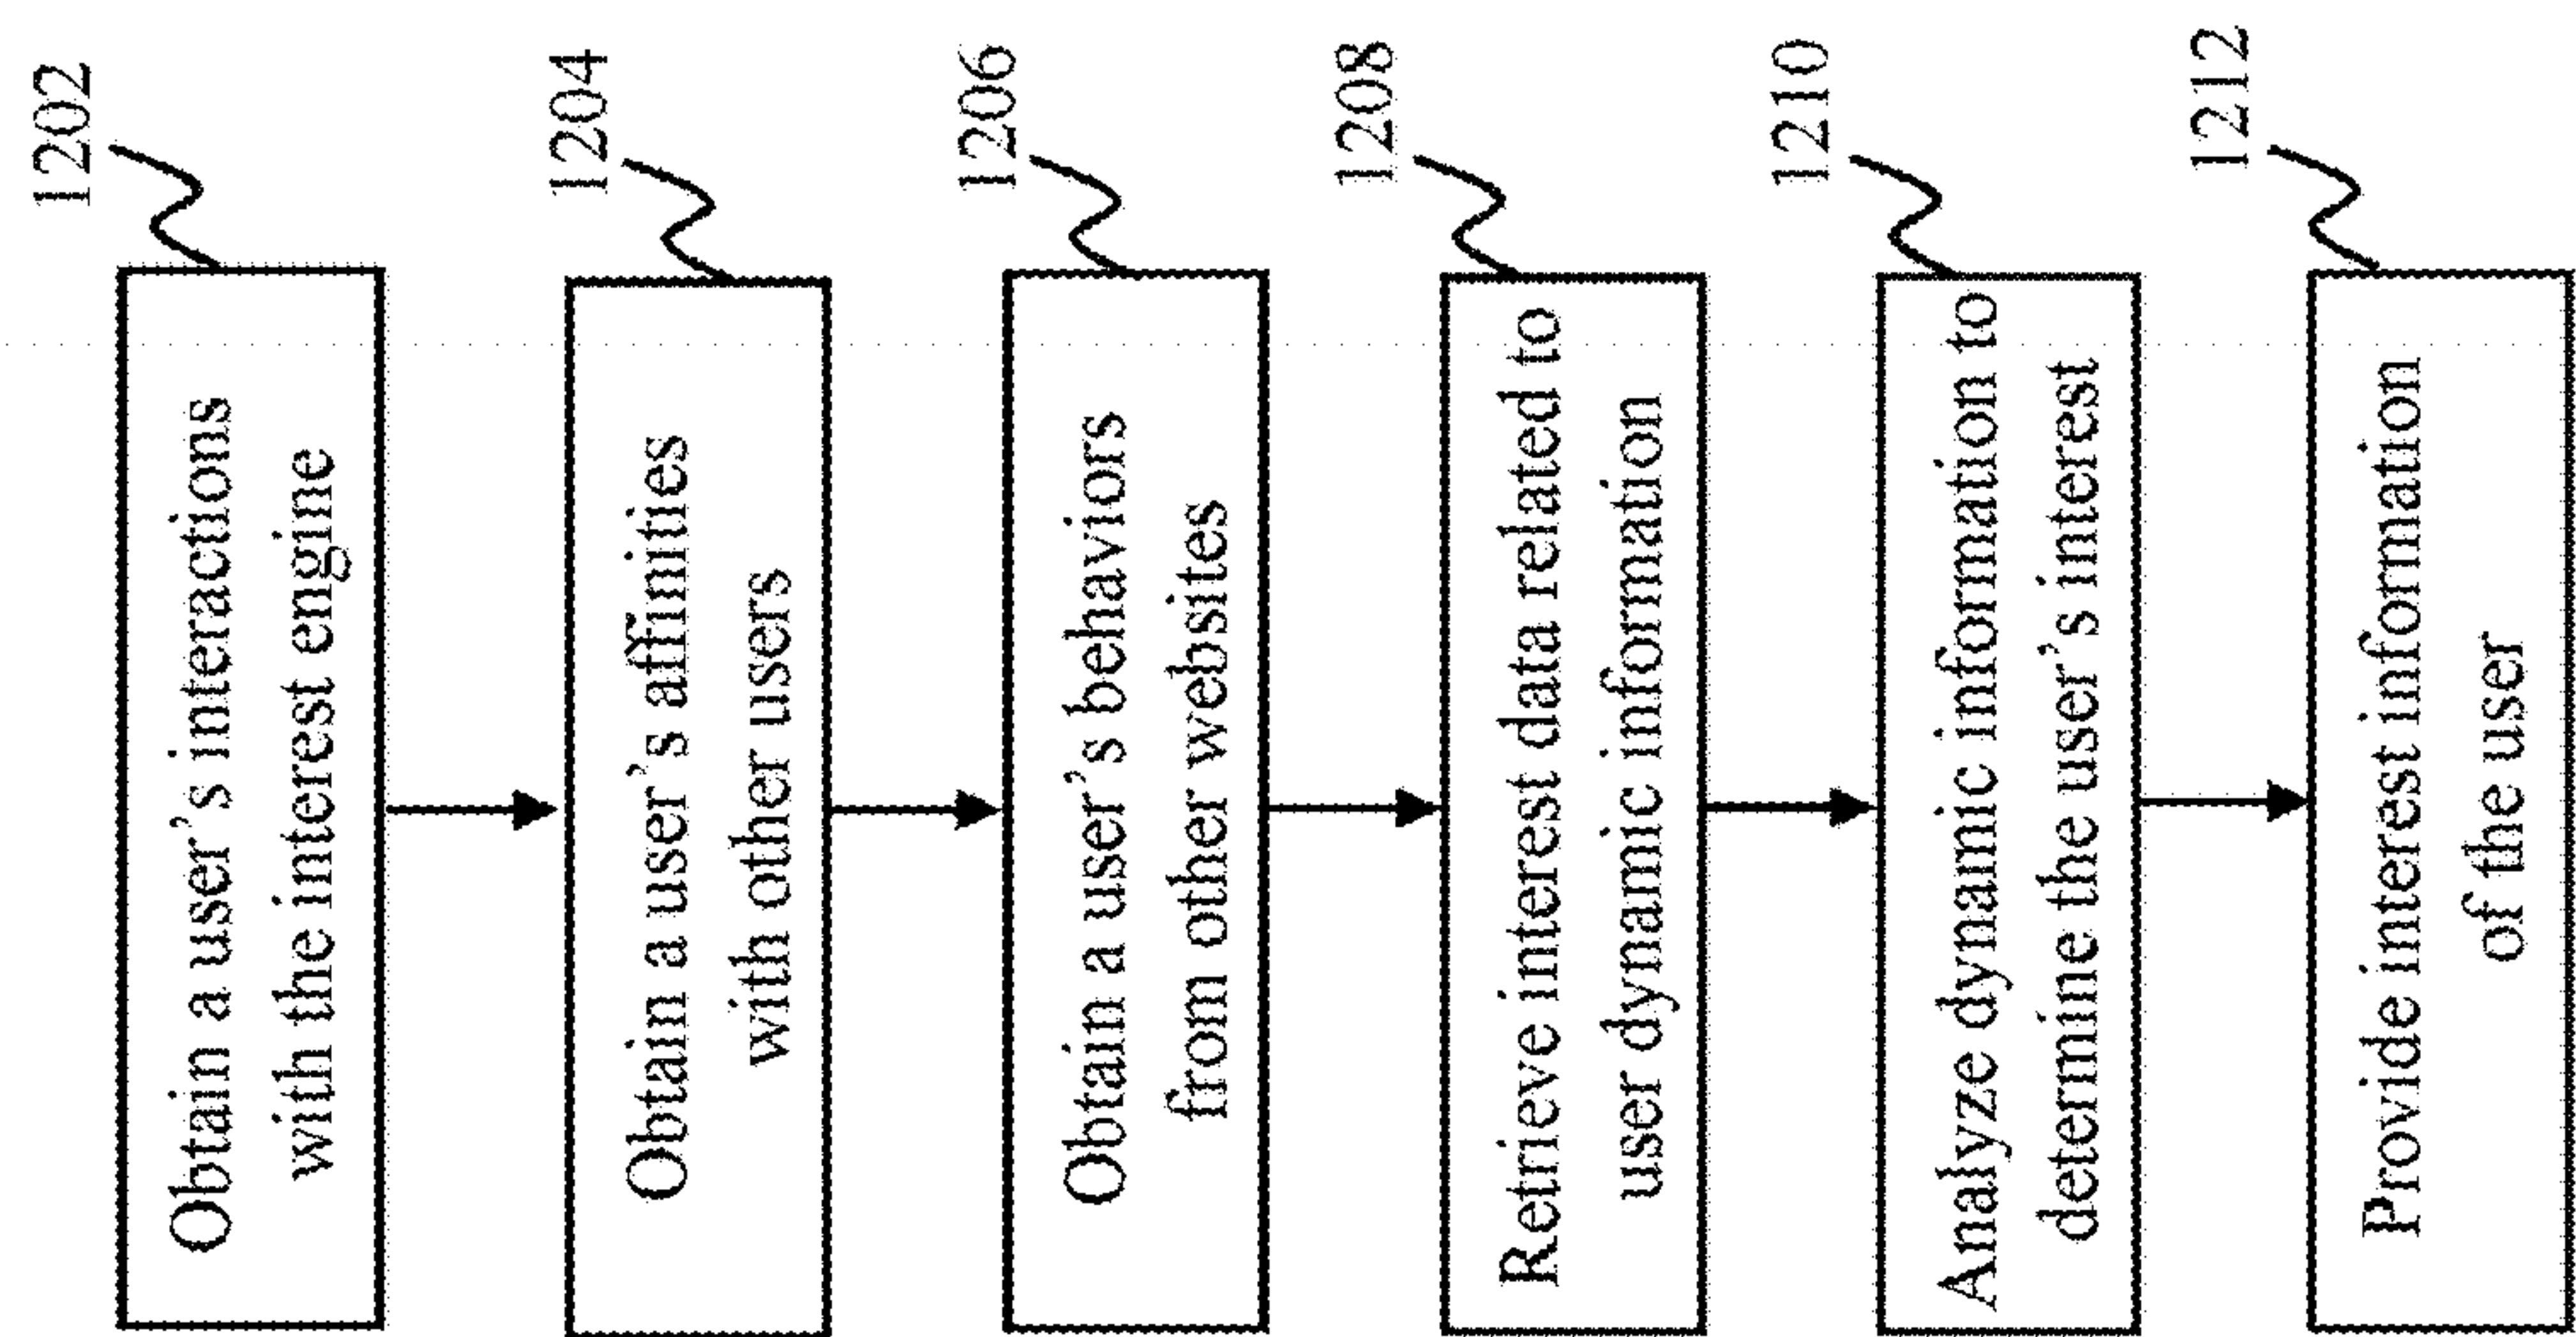 1202
Obtain a user's interactions
with the interest engine
1204
Obtain a user's affinities
with other users
1206
Obtain a user's behaviors
from other websites
1208
Retrieve interest data related to
user dynamic information
1210
Analyze dynamic information to
determine the user's interest
1212
Provide interest information
of the user